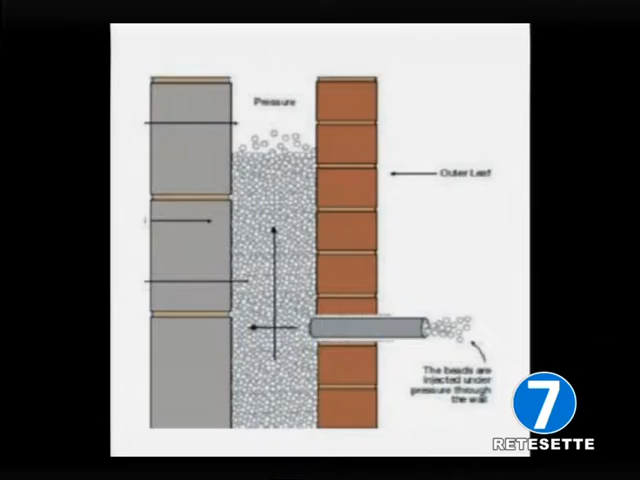 Pressure
Outer Leaf
The beads are
injected under
pressure through
the wall
7
RETESETTE